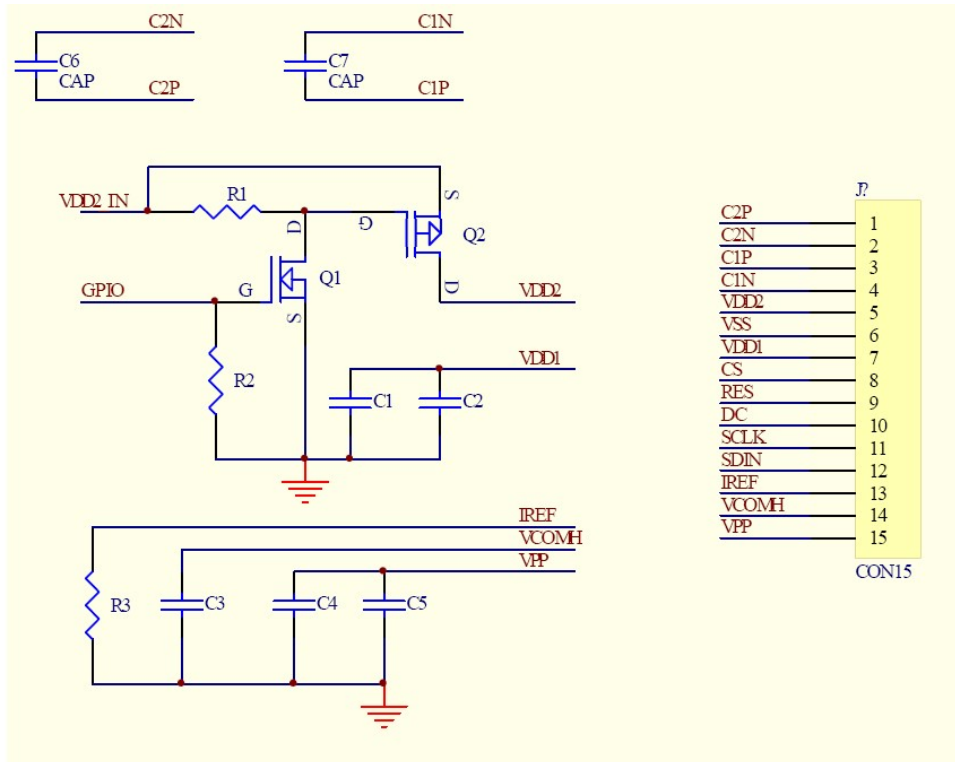 C2N
C6
CAP
C2P
C1N
C7
CAP
C1P
VDD2 IN
R1
D
G
S
Q2
D
VDD2
GPIO
G
Q1
S
R2
VDD1
C1
C2
IREF
VCOMH
VPP
R3
C3
C4
C5
J?
C2P 1
C2N 2
C1P 3
C1N 4
VDD2 5
VSS 6
VDD1 7
CS 8
RES 9
DC 10
SCLK 11
SDIN 12
IREF 13
VCOMH 14
VPP 15
CON15